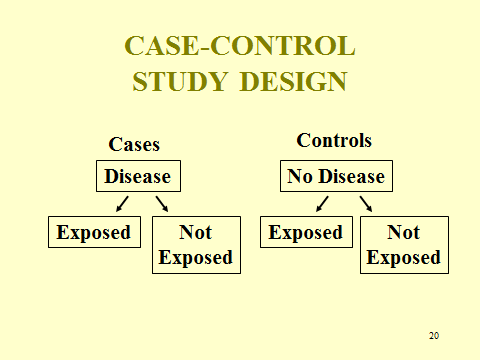 CASE-CONTROL
STUDY DESIGN
Cases
Controls
Disease
No Disease
Exposed
Not
Exposed
Exposed
Not
Exposed
20